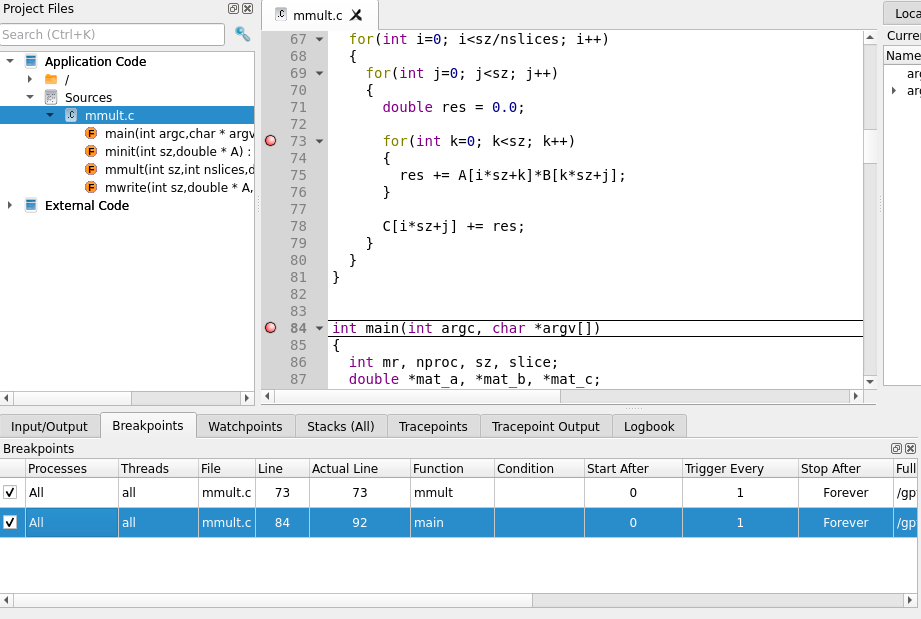 Project Files
Search (Ctrl+K)
Application Code
/
Sources
mmult.c
main(int argc,char * argv
minit(int sz,double * A) :
mmult(int sz,int nslices,d
mwrite(int sz,double * A,
External Code
mmult.c
67 for(int i=0; i<sz/nslices; i++)
68 {
69 for(int j=0; j<sz; j++)
70 {
71 double res = 0.0;
72
73 for(int k=0; k<sz; k++)
74 {
75 res += A[i*sz+k]*B[k*sz+j];
76 }
77
78 C[i*sz+j] += res;
79 }
80 }
81 }
82
83
84 int main(int argc, char *argv[])
85 {
86 int mr, nproc, sz, slice;
87 double *mat_a, *mat_b, *mat_c;
Loca
Curre
Name
arg
arg
Input/Output Breakpoints Watchpoints Stacks (All) Tracepoints Tracepoint Output Logbook
Breakpoints
Processes Threads File Line Actual Line Function Condition Start After Trigger Every Stop After Full
All all mmult.c 73 73 mmult 0 1 Forever /gp
All all mmult.c 84 92 main 0 1 Forever /gp